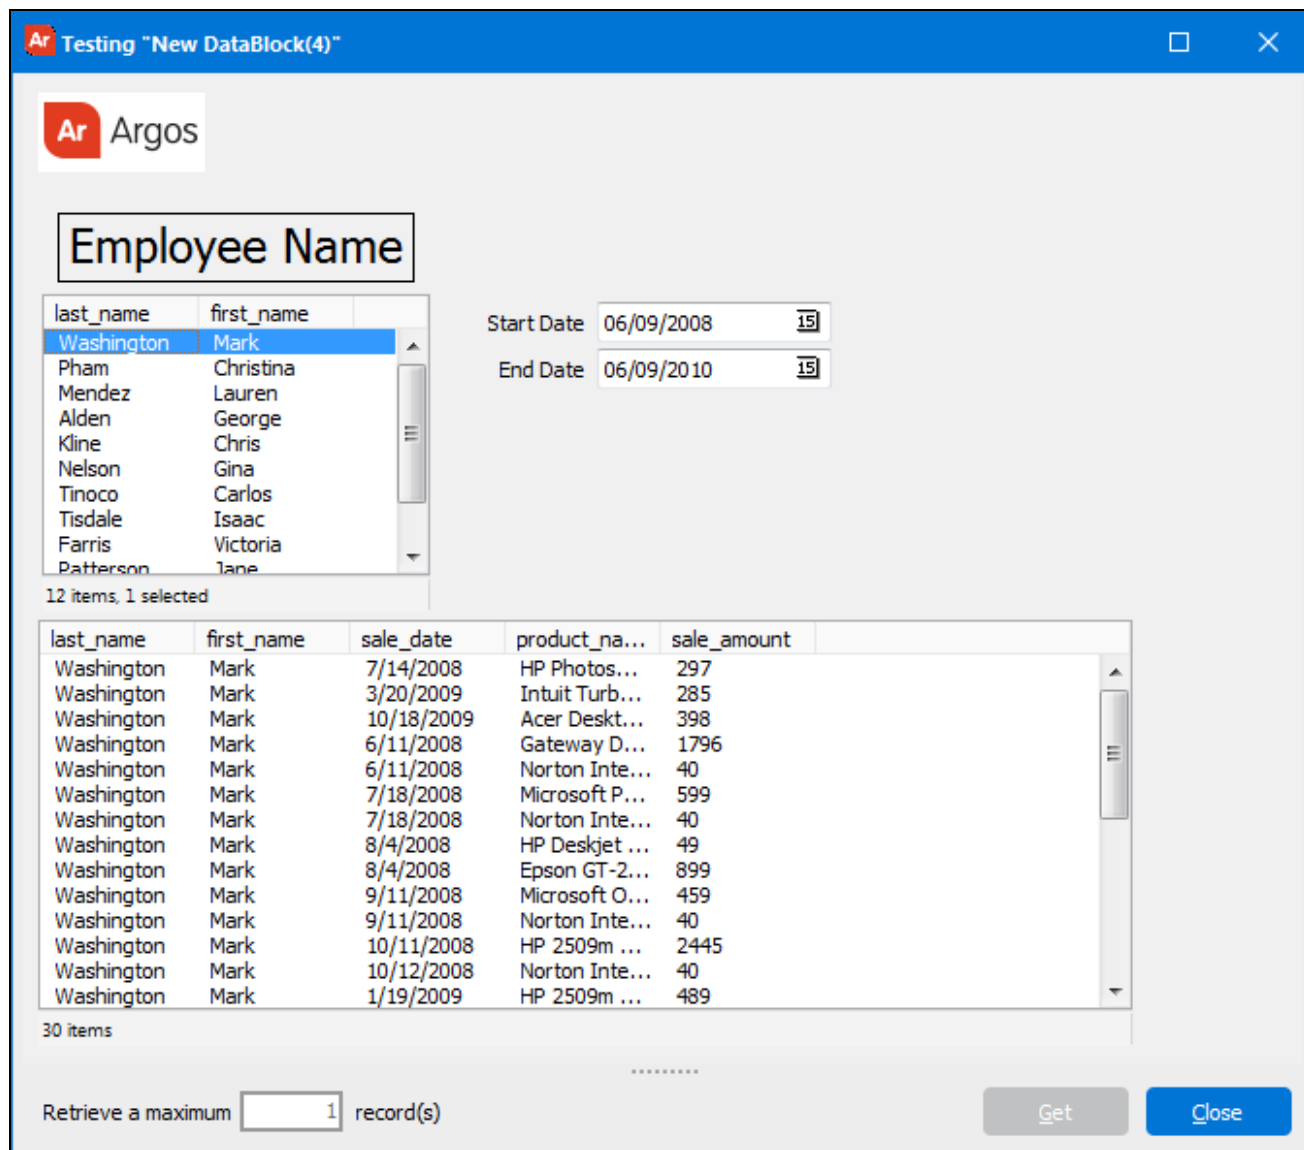 Ar Testing "New DataBlock(4)"
Ar Argos
Employee Name
last_name first_name
Washington Mark
Pham Christina
Mendez Lauren
Alden George
Kline Chris
Nelson Gina
Tinoco Carlos
Tisdale Isaac
Farris Victoria
Patterson Jane
12 items, 1 selected
Start Date 06/09/2008 15
End Date 06/09/2010 15
last_name first_name sale_date product_na... sale_amount
Washington Mark 7/14/2008 HP Photos... 297
Washington Mark 3/20/2009 Intuit Turb... 285
Washington Mark 10/18/2009 Acer Deskt... 398
Washington Mark 6/11/2008 Gateway D... 1796
Washington Mark 6/11/2008 Norton Inte... 40
Washington Mark 7/18/2008 Microsoft P... 599
Washington Mark 7/18/2008 Norton Inte... 40
Washington Mark 8/4/2008 HP Deskjet ... 49
Washington Mark 8/4/2008 Epson GT-2... 899
Washington Mark 9/11/2008 Microsoft O... 459
Washington Mark 9/11/2008 Norton Inte... 40
Washington Mark 10/11/2008 HP 2509m ... 2445
Washington Mark 10/12/2008 Norton Inte... 40
Washington Mark 1/19/2009 HP 2509m ... 489
30 items
Retrieve a maximum 1 record(s) Get Close